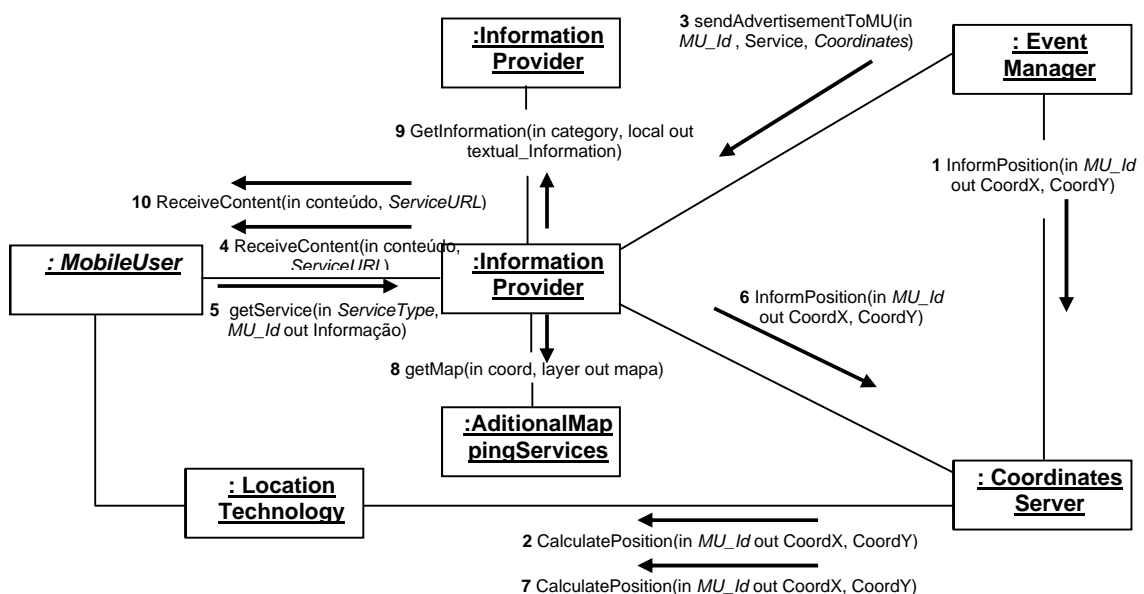 :Information
Provider
3 sendAdvertisementToMU(in
MU_Id , Service, Coordinates)
: Event
Manager
9 GetInformation(in category, local out
textual_Information)
1 InformPosition(in MU_Id
out CoordX, CoordY)
10 ReceiveContent(in conteúdo, ServiceURL)
4 ReceiveContent(in conteúdo,
ServiceURL)
: MobileUser
:Information
Provider
5 getService(in ServiceType,
MU_Id out Informação)
6 InformPosition(in MU_Id
out CoordX, CoordY)
8 getMap(in coord, layer out mapa)
:AditionalMap
pingServices
: Location
Technology
: Coordinates
Server
2 CalculatePosition(in MU_Id out CoordX, CoordY)
7 CalculatePosition(in MU_Id out CoordX, CoordY)